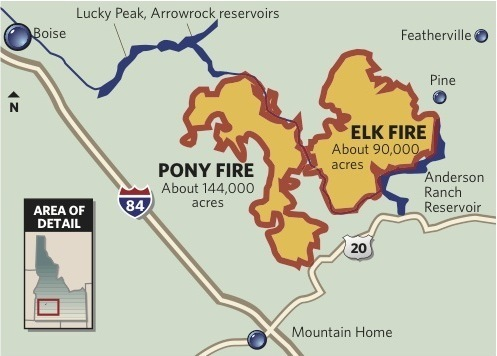 Lucky Peak, Arrowrock reservoirs
Boise
Featherville
Pine
N
ELK FIRE
About 90,000
acres
PONY FIRE
About 144,000
acres
Anderson
Ranch
Reservoir
84
AREA OF
DETAIL
20
Mountain Home